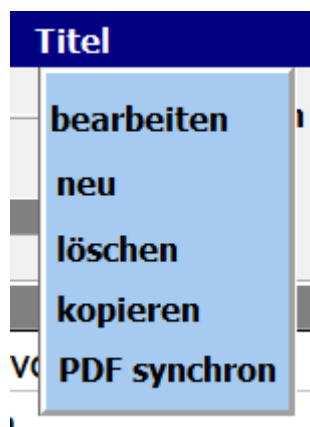 Titel
bearbeiten
neu
löschen
kopieren
PDF synchron